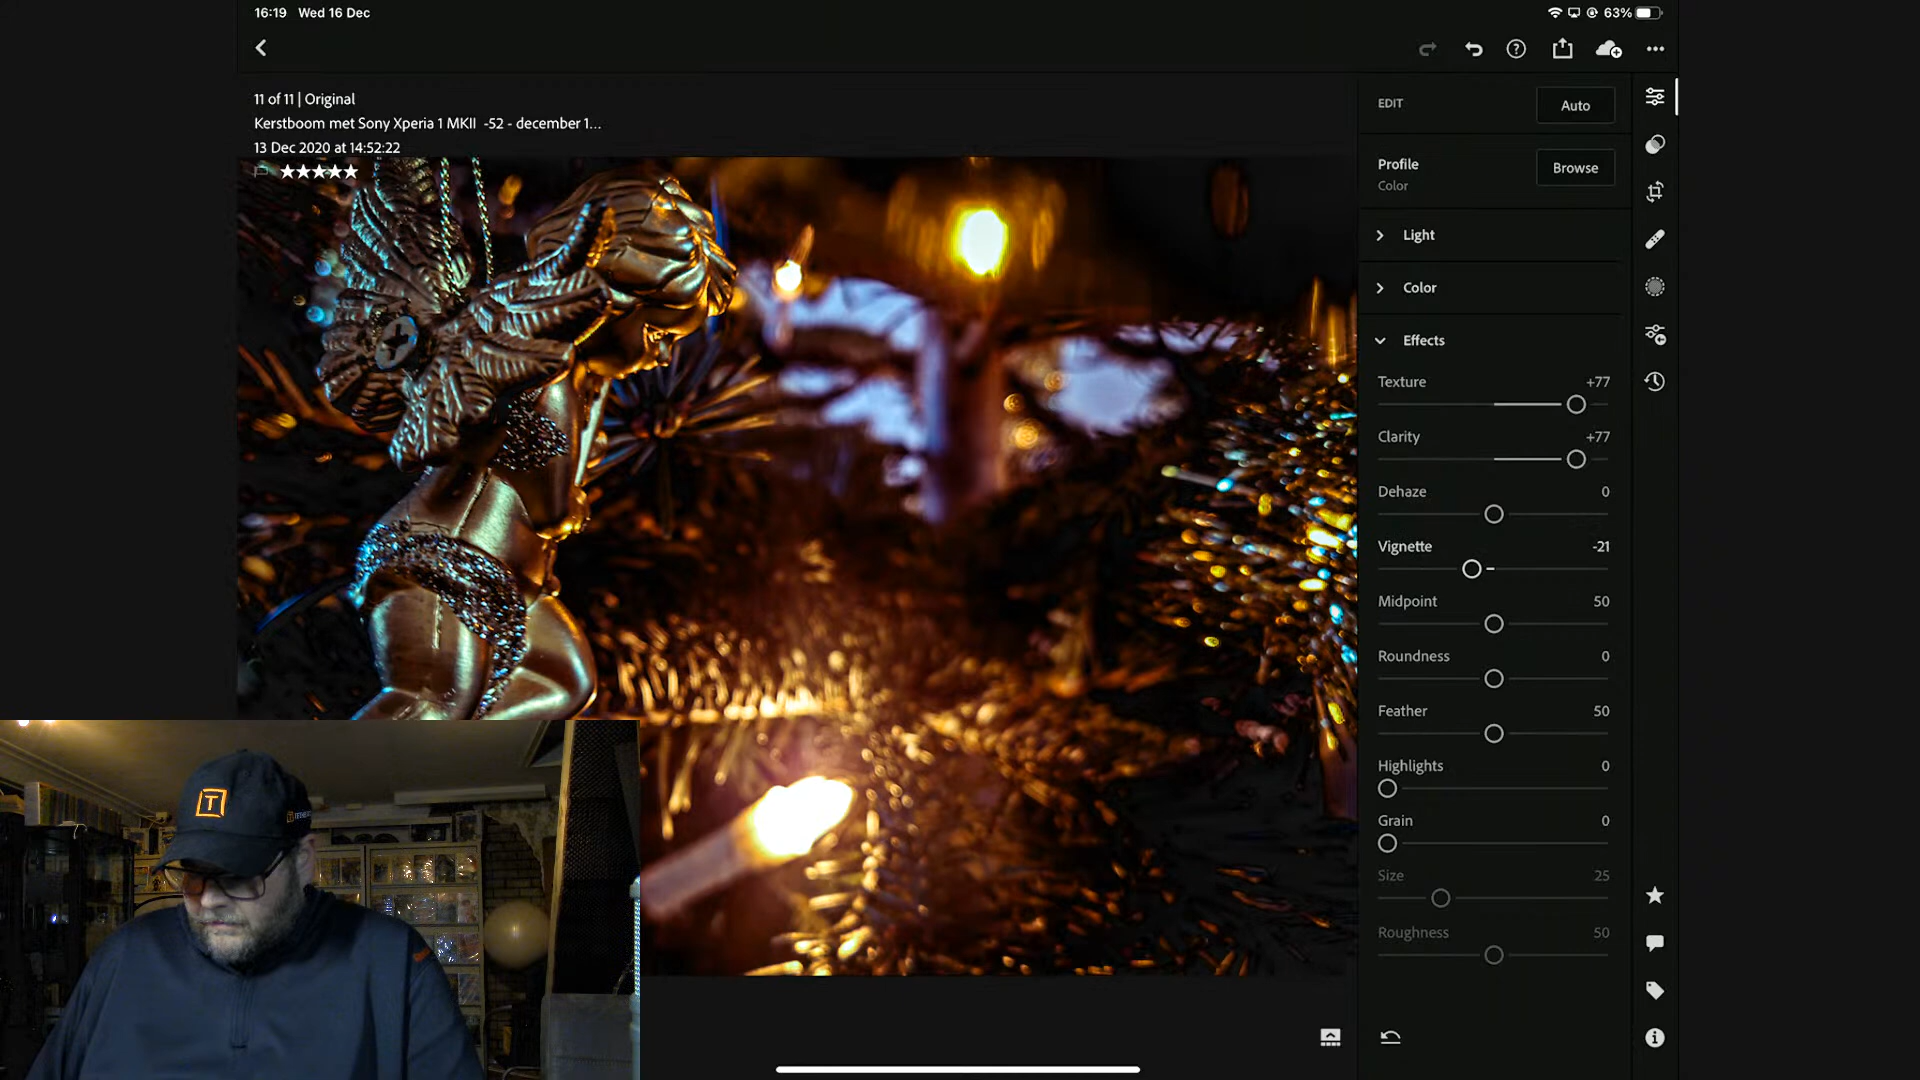 16:19 Wed 16 Dec
63%
11 of 11 | Original
Kerstboom met Sony Xperia 1 MKII -52 - december 1...
13 Dec 2020 at 14:52:22
EDIT
Auto
Profile
Color
Browse
Light
Color
Effects
Texture +77
Clarity +77
Dehaze 0
Vignette -21
Midpoint 50
Roundness 0
Feather 50
Highlights 0
Grain 0
Size 25
Roughness 50
T